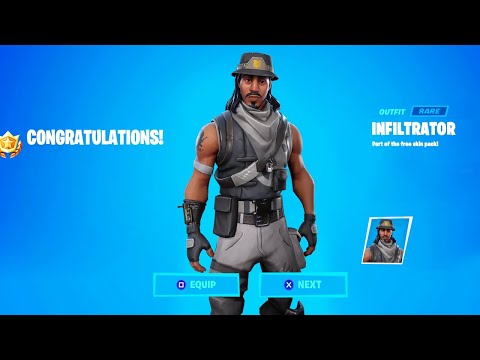 CONGRATULATIONS!
OUTFIT RARE
INFILTRATOR
Part of the free skin pack!
EQUIP
NEXT